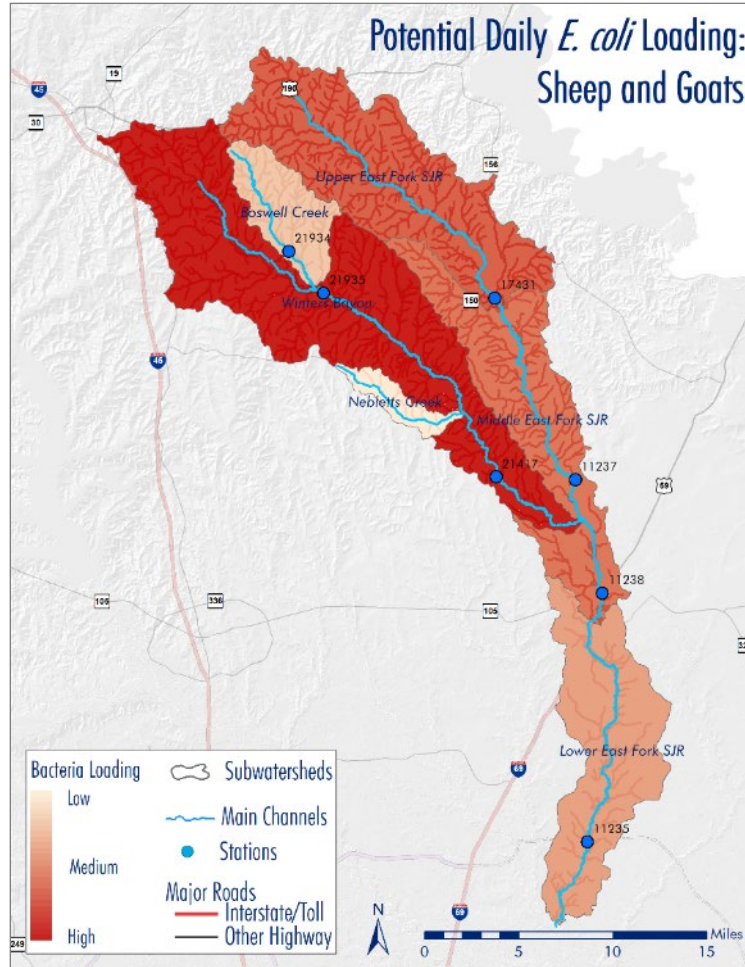 Potential Daily E. coli Loading:
Sheep and Goats
19
45
190
30
156
Upper East Fork SJR
Boswell Creek
21934
21935
17431
Winters Bayou
150
45
Nebletts Creek
Middle East Fork SJR
21417
11237
59
11238
105
336
105
Lower East Fork SJR
69
11235
69
249
Bacteria Loading
Low
Medium
High
Subwatersheds
Main Channels
Stations
Major Roads
Interstate/Toll
Other Highway
N
Miles
0 5 10 15